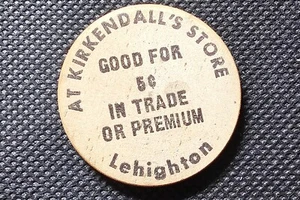 AT KIRKENDALL'S STORE
GOOD FOR
5¢
IN TRADE
OR PREMIUM
Lehighton